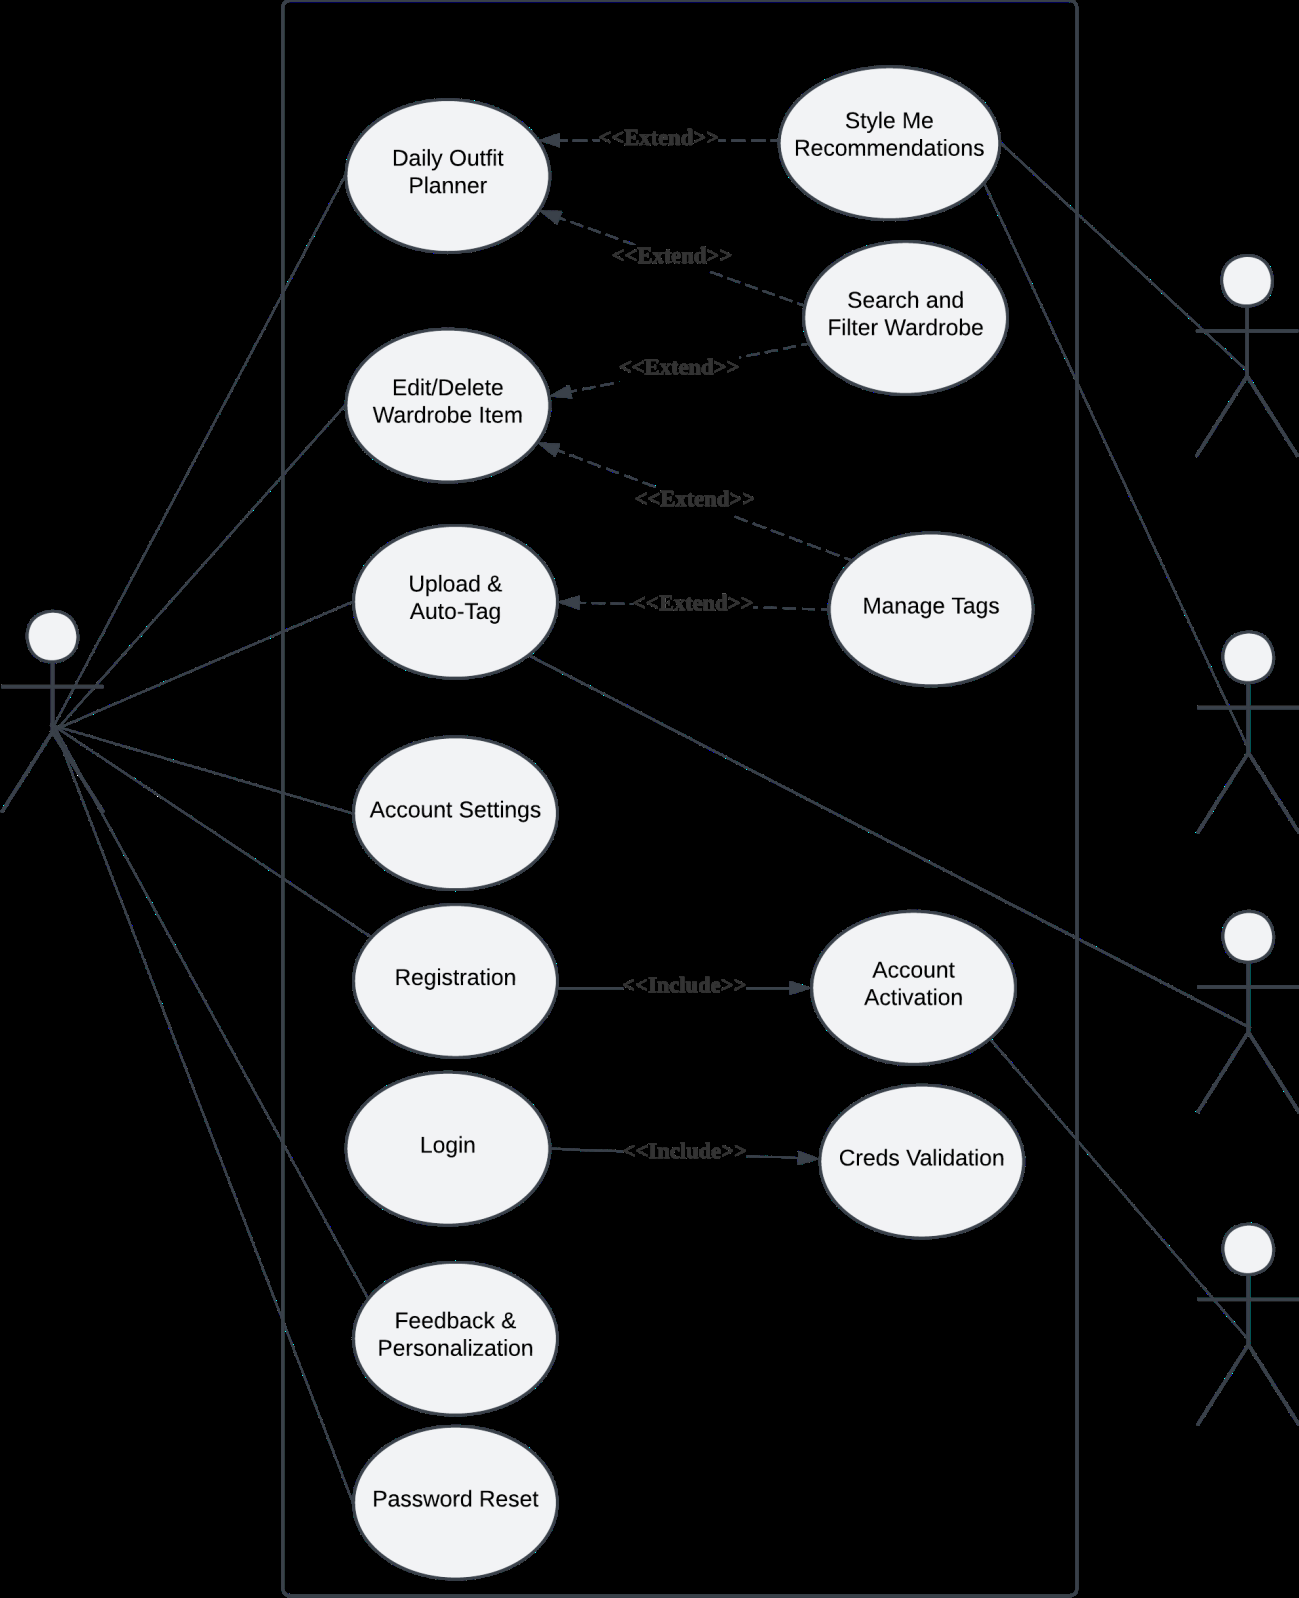 Style Me
Recommendations
<<Extend>>
Daily Outfit
Planner
<<Extend>>
Search and
Filter Wardrobe
<<Extend>>
Edit/Delete
Wardrobe Item
<<Extend>>
Upload &
Auto-Tag
<<Extend>>
Manage Tags
Account Settings
Registration
<<Include>>
Account
Activation
Login
<<Include>>
Creds Validation
Feedback &
Personalization
Password Reset